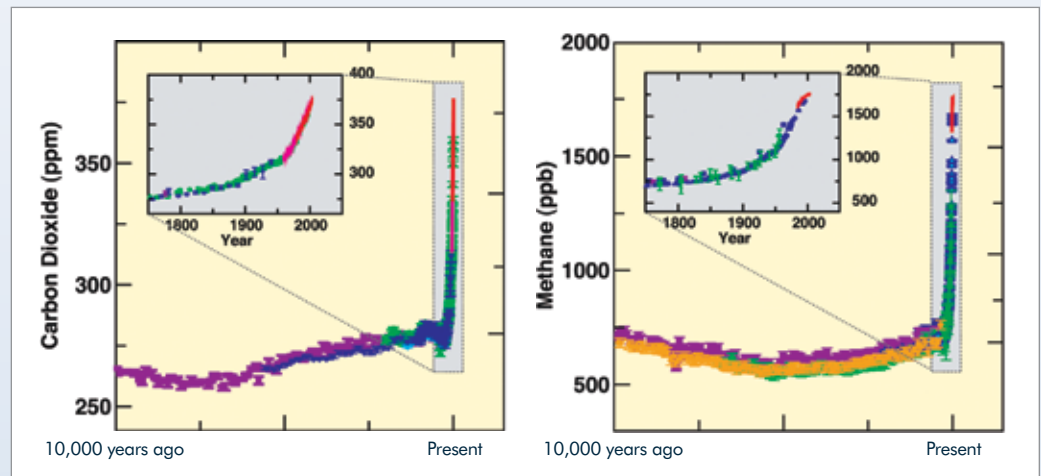 Carbon Dioxide (ppm)
350
300
250
400
350
300
1800 1900 2000
Year
10,000 years ago Present
Methane (ppb)
2000
1500
1000
500
2000
1500
1000
500
1800 1900 2000
Year
10,000 years ago Present